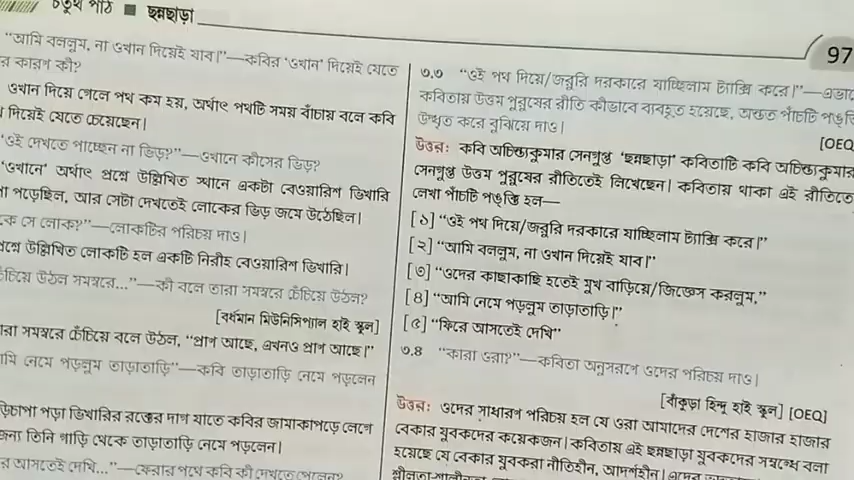 চতুর্থ পাঠ ■ ছন্নছাড়া
97
“আমি বললুম, না ওখান দিয়েই যাব।”—কবির ‘ওখান’ দিয়েই যেতে
র কারণ কী?
ওখান দিয়ে গেলে পথ কম হয়, অর্থাৎ পথটি সময় বাঁচায় বলে কবি
দিয়েই যেতে চেয়েছেন।
‘ওই দেখতে পাচ্ছেন না ভিড়?”—ওখানে কীসের ভিড়?
‘ওখানে’ অর্থাৎ প্রশ্নে উল্লিখিত স্থানে একটা বেওয়ারিশ ভিখারি
পড়েছিল, আর সেটা দেখতেই লোকের ভিড় জমে উঠেছিল।
কে সে লোক?”—লোকটির পরিচয় দাও।
প্রশ্নে উল্লিখিত লোকটি হল একটি নিরীহ বেওয়ারিশ ভিখারি।
চেঁচিয়ে উঠল সমস্বরে...”—কী বলে তারা সমস্বরে চেঁচিয়ে উঠল?
[বর্ধমান মিউনিসিপ্যাল হাই স্কুল]
রা সমস্বরে চেঁচিয়ে বলে উঠল, “প্রাণ আছে, এখনও প্রাণ আছে।”
মি নেমে পড়লুম তাড়াতাড়ি”—কবি তাড়াতাড়ি নেমে পড়লেন
চাপা পড়া ভিখারির রক্তের দাগ যাতে কবির জামাকাপড়ে লেগে
জন্য তিনি গাড়ি থেকে তাড়াতাড়ি নেমে পড়লেন।
র আসতেই দেখি...”—ফেরার পথে কবি কী দেখতে পেলেন?
৩.৩ “ওই পথ দিয়ে/জরুরি দরকারে যাচ্ছিলাম ট্যাক্সি করে।”—এভাবে
কবিতায় উত্তম পুরুষের রীতি কীভাবে ব্যবহৃত হয়েছে, অন্তত পাঁচটি পঙ্‌ক্তি
উদ্ধৃত করে বুঝিয়ে দাও।
[OEQ]
উত্তর: কবি অচিন্ত্যকুমার সেনগুপ্ত ‘ছন্নছাড়া’ কবিতাটি কবি অচিন্ত্যকুমার
সেনগুপ্ত উত্তম পুরুষের রীতিতেই লিখেছেন। কবিতায় থাকা এই রীতিতে
লেখা পাঁচটি পঙ্‌ক্তি হল—
[১] “ওই পথ দিয়ে/জরুরি দরকারে যাচ্ছিলাম ট্যাক্সি করে।”
[২] “আমি বললুম, না ওখান দিয়েই যাব।”
[৩] “ওদের কাছাকাছি হতেই মুখ বাড়িয়ে/জিজ্ঞেস করলুম,”
[৪] “আমি নেমে পড়লুম তাড়াতাড়ি।”
[৫] “ফিরে আসতেই দেখি”
৩.৪ “কারা ওরা?”—কবিতা অনুসরণে ওদের পরিচয় দাও।
[বাঁকুড়া হিন্দু হাই স্কুল] [OEQ]
উত্তর: ওদের সাধারণ পরিচয় হল যে ওরা আমাদের দেশের হাজার হাজার
বেকার যুবকদের কয়েকজন। কবিতায় এই ছন্নছাড়া যুবকদের সম্বন্ধে বলা
হয়েছে যে বেকার যুবকরা নীতিহীন, আদর্শহীন। এদের